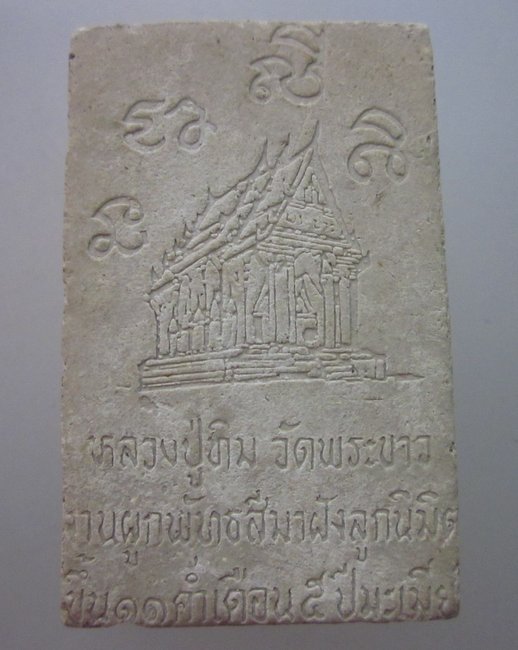 หลวงปู่ทิม วัดพระขาว
งานผูกพัทธสีมาฝังลูกนิมิต
ขึ้น๑๑ค่ำเดือน ๕ ปีมะเมีย